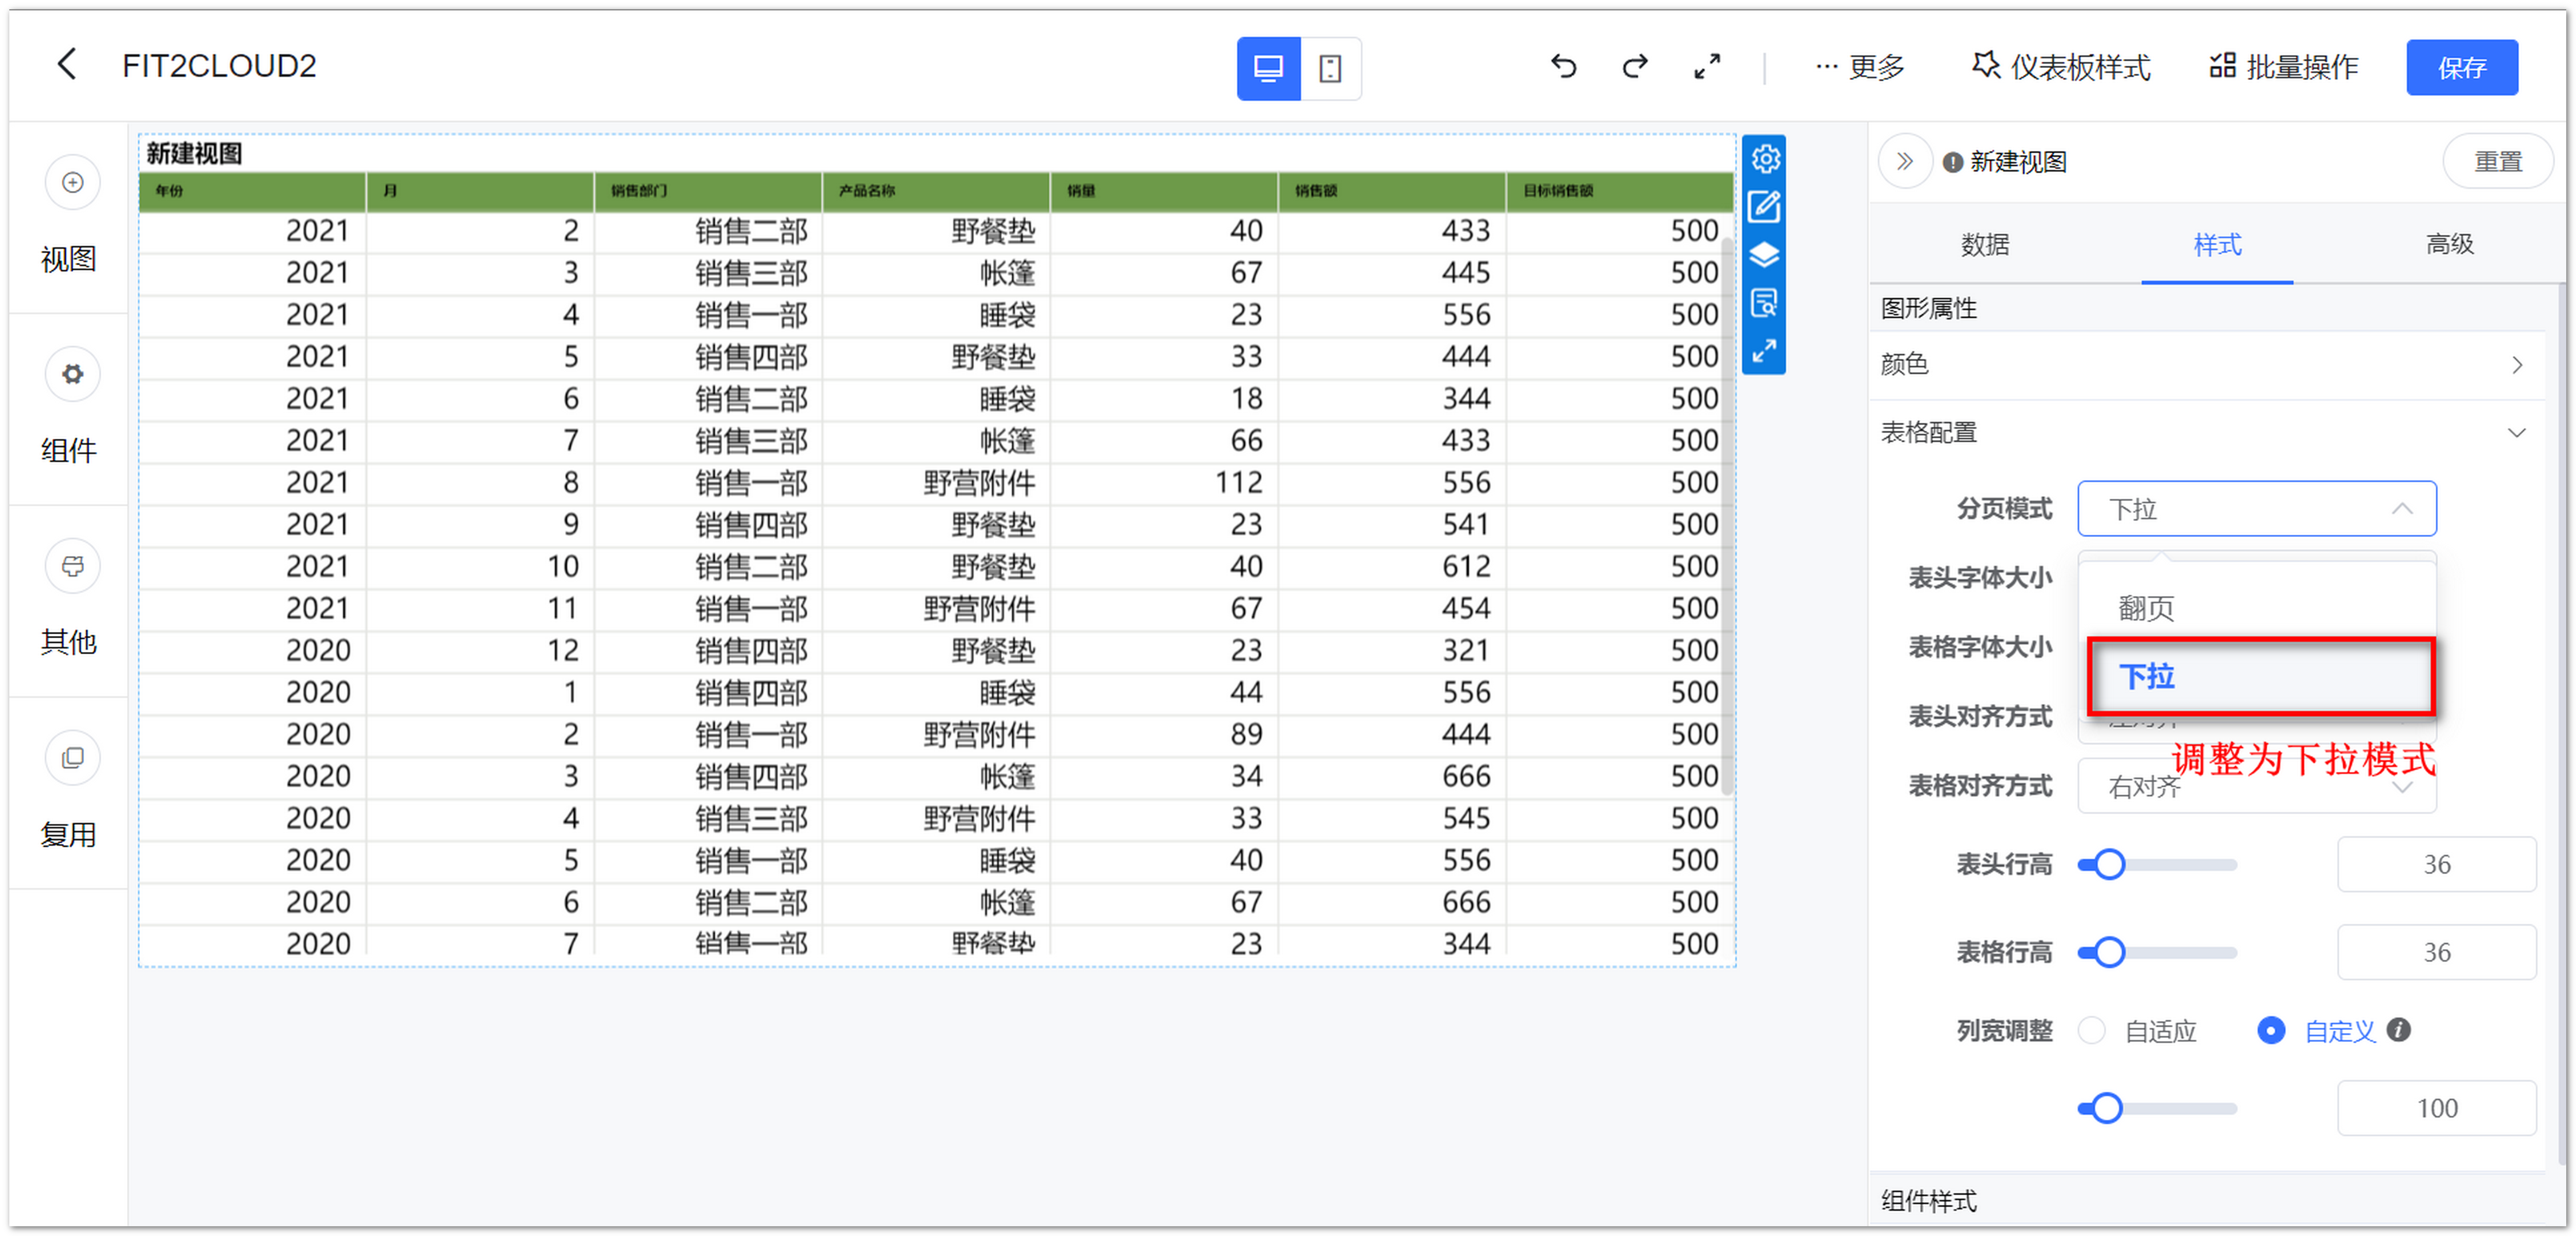 FIT2CLOUD2
··· 更多
仪表板样式
批量操作
保存
视图
组件
其他
复用
新建视图
年份 月 销售部门 产品名称 销量 销售额 目标销售额
2021 2 销售二部 野餐垫 40 433 500
2021 3 销售三部 帐篷 67 445 500
2021 4 销售一部 睡袋 23 556 500
2021 5 销售四部 野餐垫 33 444 500
2021 6 销售二部 睡袋 18 344 500
2021 7 销售三部 帐篷 66 433 500
2021 8 销售一部 野营附件 112 556 500
2021 9 销售四部 野餐垫 23 541 500
2021 10 销售二部 野餐垫 40 612 500
2021 11 销售一部 野营附件 67 454 500
2020 12 销售四部 野餐垫 23 321 500
2020 1 销售四部 睡袋 44 556 500
2020 2 销售一部 野营附件 89 444 500
2020 3 销售四部 帐篷 34 666 500
2020 4 销售三部 野营附件 33 545 500
2020 5 销售一部 睡袋 40 556 500
2020 6 销售二部 帐篷 67 666 500
2020 7 销售一部 野餐垫 23 344 500
新建视图
重置
数据 样式 高级
图形属性
颜色
表格配置
分页模式 下拉
表头字体大小
翻页
表格字体大小
下拉
表头对齐方式
调整为下拉模式
表格对齐方式 右对齐
表头行高 36
表格行高 36
列宽调整 自适应 自定义
100
组件样式